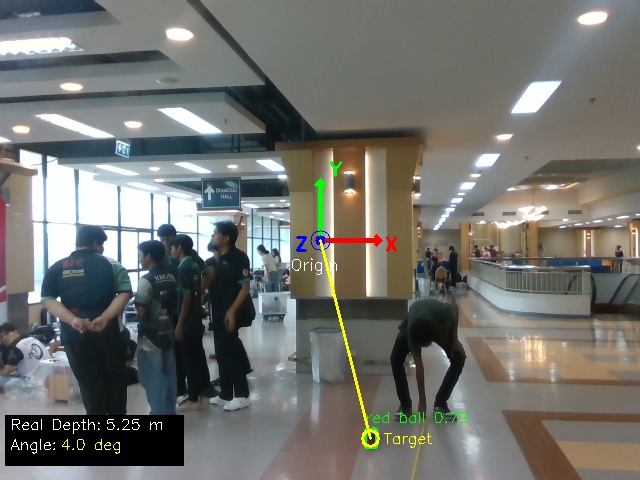 DIAMOND
HALL
Y
Z
X
Origin
red ball 0.78
Target
Real Depth: 5.25 m
Angle: 4.0 deg